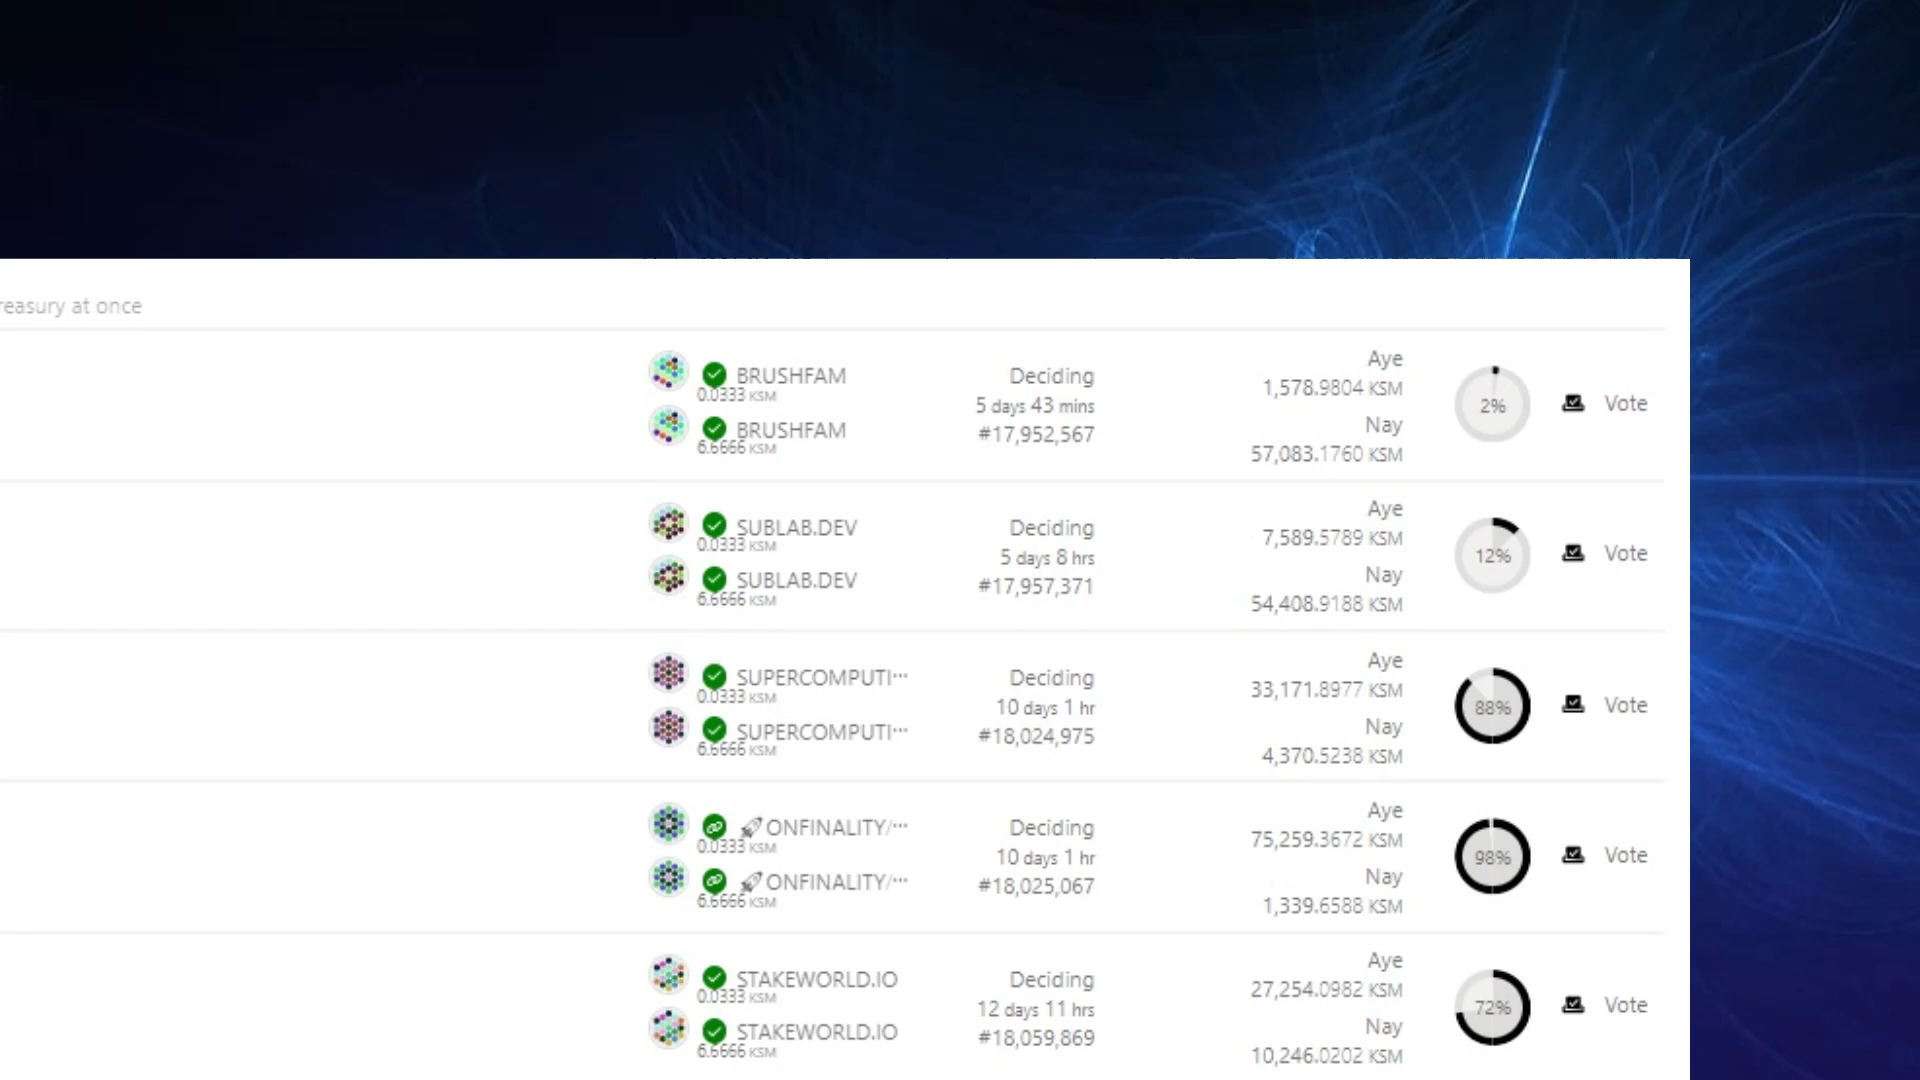 reasury at once
BRUSHFAM
0.0333 KSM
BRUSHFAM
6.6666 KSM
Deciding
5 days 43 mins
#17,952,567
Aye
1,578.9804 KSM
Nay
57,083.1760 KSM
2%
Vote
SUBLAB.DEV
0.0333 KSM
SUBLAB.DEV
6.6666 KSM
Deciding
5 days 8 hrs
#17,957,371
Aye
7,589.5789 KSM
Nay
54,408.9188 KSM
12%
Vote
SUPERCOMPUTI…
0.0333 KSM
SUPERCOMPUTI…
6.6666 KSM
Deciding
10 days 1 hr
#18,024,975
Aye
33,171.8977 KSM
Nay
4,370.5238 KSM
88%
Vote
🚀ONFINALITY/…
0.0333 KSM
🚀ONFINALITY/…
6.6666 KSM
Deciding
10 days 1 hr
#18,025,067
Aye
75,259.3672 KSM
Nay
1,339.6588 KSM
98%
Vote
STAKEWORLD.IO
0.0333 KSM
STAKEWORLD.IO
6.6666 KSM
Deciding
12 days 11 hrs
#18,059,869
Aye
27,254.0982 KSM
Nay
10,246.0202 KSM
72%
Vote